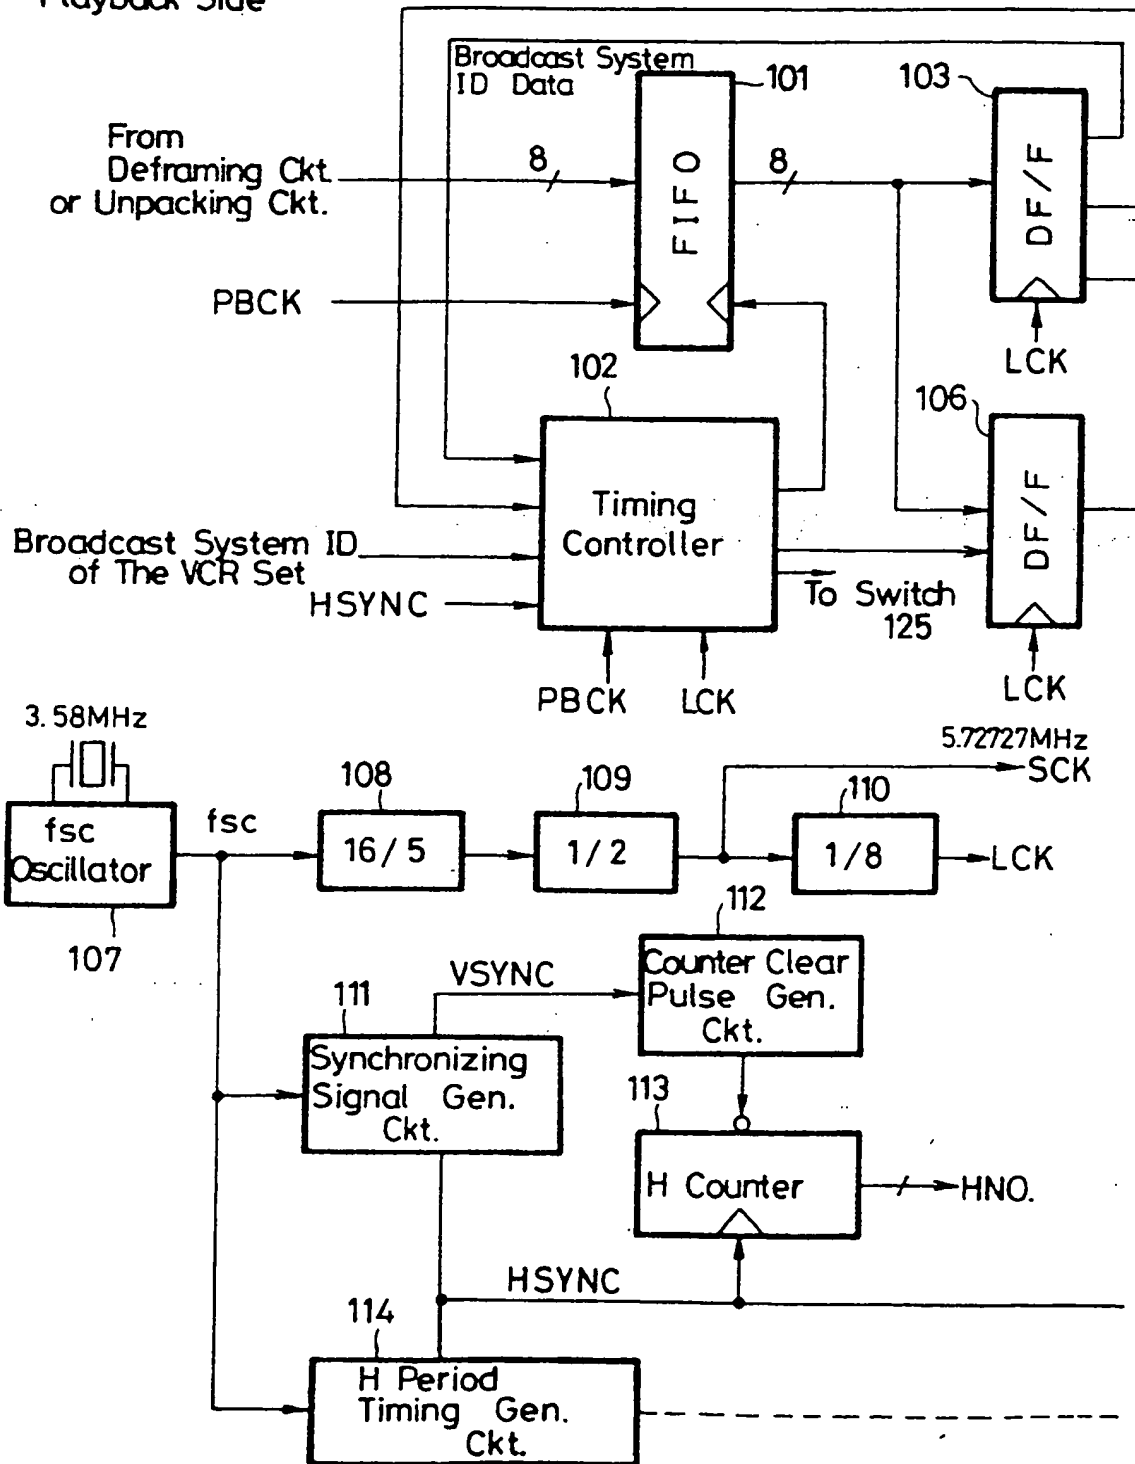 Playback Side
Broadcast System
ID Data
101
103
From
Deframing Ckt.
or Unpacking Ckt.
8
8
FIFO
DF/F
PBCK
LCK
102
106
Timing
Controller
DF/F
Broadcast System ID
of The VCR Set
HSYNC
To Switch
125
PBCK
LCK
LCK
3.58MHz
5.72727MHz
SCK
108
109
110
fsc
Oscillator
fsc
16/5
1/2
1/8
LCK
107
112
Counter Clear
Pulse Gen.
Ckt.
VSYNC
111
Synchronizing
Signal Gen.
Ckt.
113
H Counter
HNO.
HSYNC
114
H Period
Timing Gen.
Ckt.